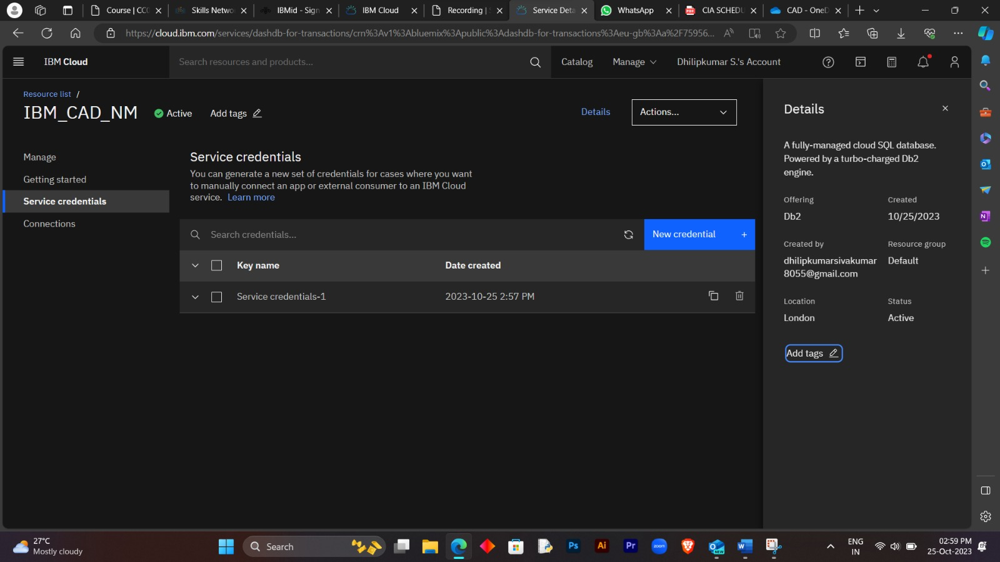 Course | CC
Skills Netwo
IBMid - Sign
IBM Cloud
Recording |
Service Deta
WhatsApp
CIA SCHEDU
CAD - OneD
https://cloud.ibm.com/services/dashdb-for-transactions/crn%3Av1%3Abluemix%3Apublic%3Adashdb-for-transactions%3Aeu-gb%3Aa%2F75956...
IBM Cloud
Search resources and products...
Catalog
Manage
Dhilipkumar S.'s Account
Resource list /
IBM_CAD_NM
Active
Add tags
Details
Actions...
Manage
Getting started
Service credentials
Connections
Service credentials
You can generate a new set of credentials for cases where you want
to manually connect an app or external consumer to an IBM Cloud
service. Learn more
Search credentials...
New credential +
Key name
Date created
Service credentials-1
2023-10-25 2:57 PM
Details
A fully-managed cloud SQL database.
Powered by a turbo-charged Db2
engine.
Offering
Created
Db2
10/25/2023
Created by
Resource group
dhilipkumarsivakumar
8055@gmail.com
Default
Location
Status
London
Active
Add tags
27°C
Mostly cloudy
Search
Ps
Ai
Pr
zoom
NEW
W
ENG
IN
02:59 PM
25-Oct-2023